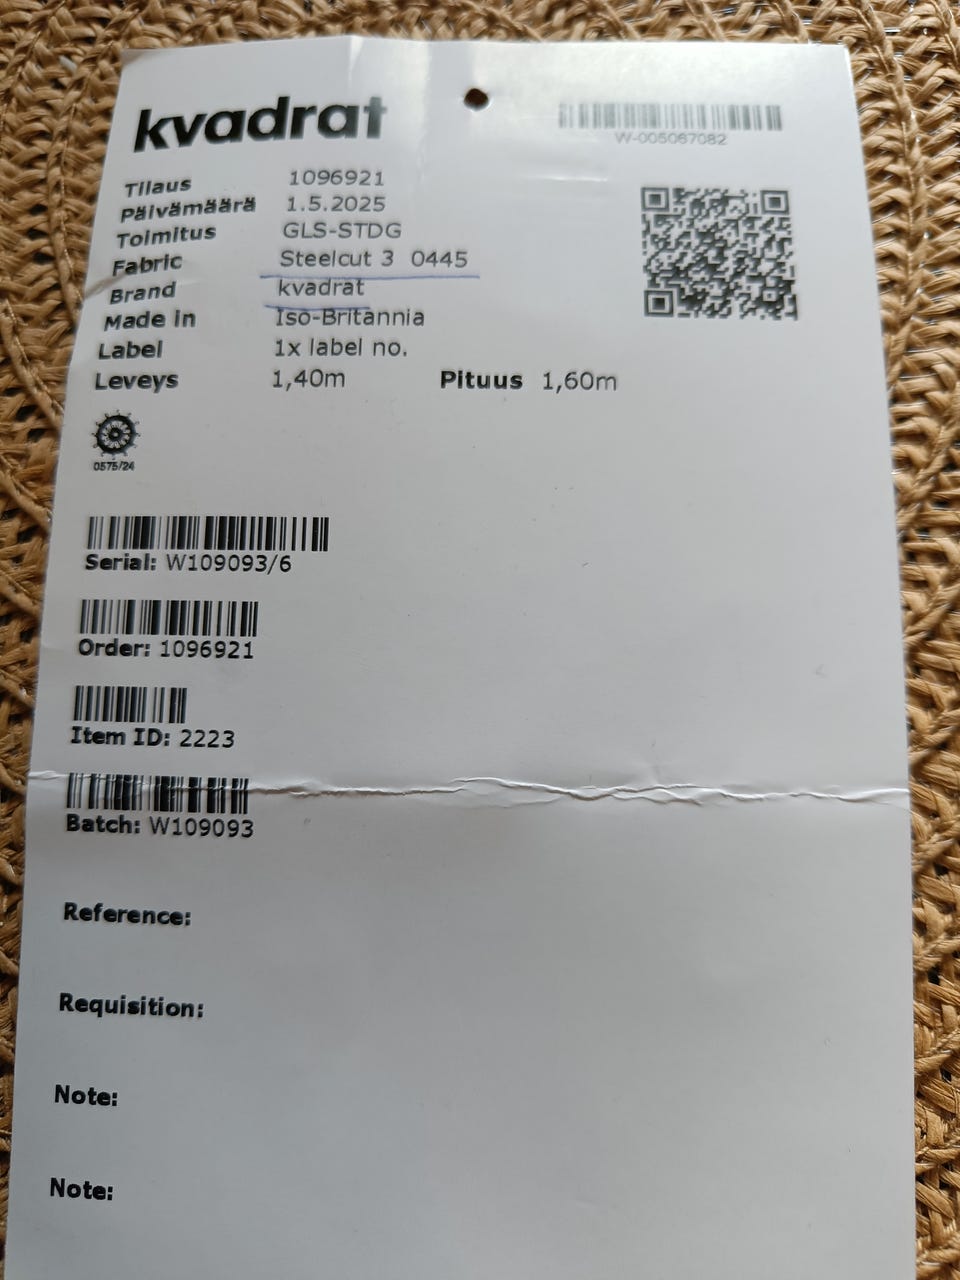 kvadrat
W-005067082
Tilaus 1096921
Päivämäärä 1.5.2025
Toimitus GLS-STDG
Fabric Steelcut 3 0445
Brand kvadrat
Made in Iso-Britannia
Label 1x label no.
Leveys 1,40m Pituus 1,60m
0575/24
Serial: W109093/6
Order: 1096921
Item ID: 2223
Batch: W109093
Reference:
Requisition:
Note:
Note: